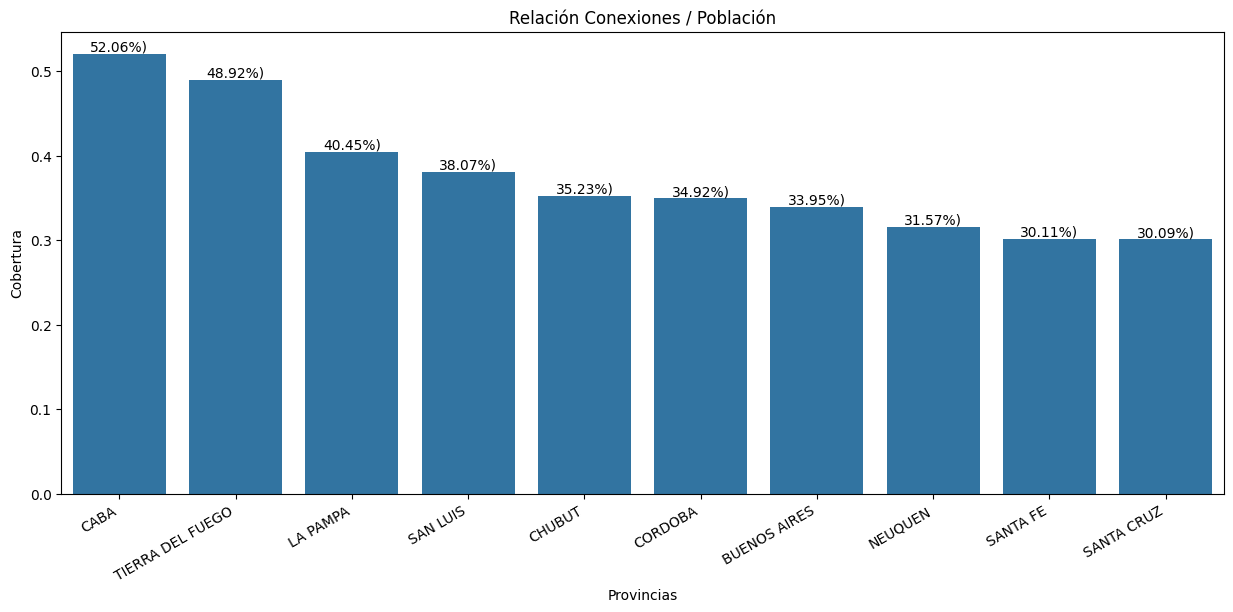 Relación Conexiones / Población
52.06%)
48.92%)
40.45%)
38.07%)
35.23%)
34.92%)
33.95%)
31.57%)
30.11%)
30.09%)
Cobertura
0.5
0.4
0.3
0.2
0.1
0.0
CABA
TIERRA DEL FUEGO
LA PAMPA
SAN LUIS
CHUBUT
CORDOBA
BUENOS AIRES
NEUQUEN
SANTA FE
SANTA CRUZ
Provincias